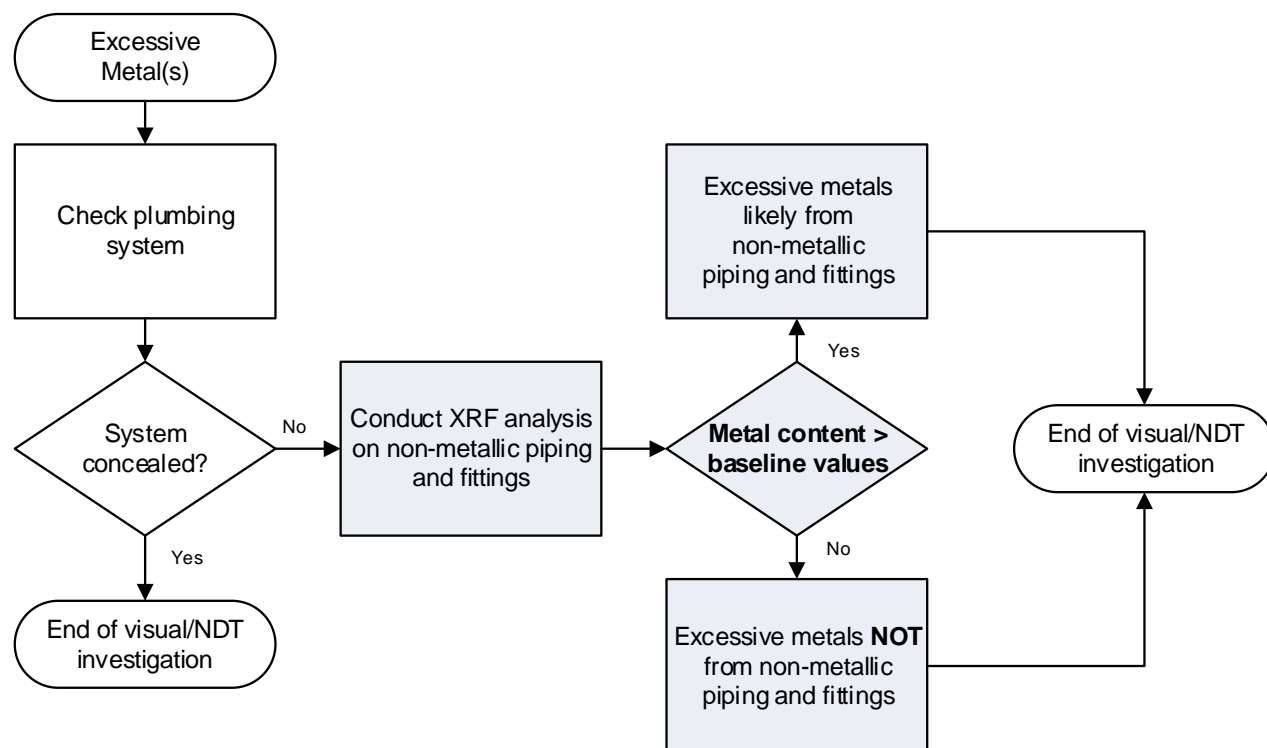 Excessive
Metal(s)
Check plumbing
system
System
concealed?
No
Yes
End of visual/NDT
investigation
Conduct XRF analysis
on non-metallic piping
and fittings
Metal content >
baseline values
Yes
Excessive metals
likely from
non-metallic
piping and fittings
No
Excessive metals NOT
from non-metallic
piping and fittings
End of visual/NDT
investigation